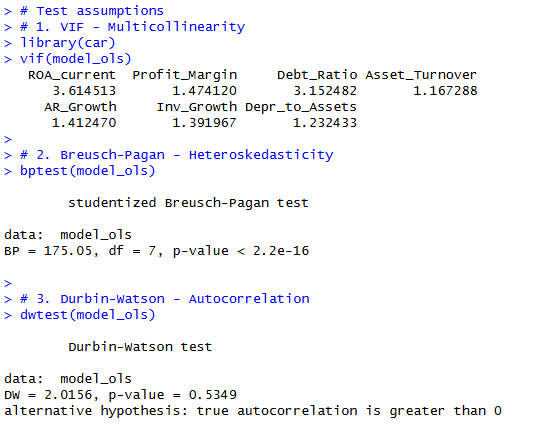 > # Test assumptions
> # 1. VIF - Multicollinearity
> library(car)
> vif(model_ols)
   ROA_current  Profit_Margin     Debt_Ratio Asset_Turnover
      3.614513       1.474120       3.152482       1.167288
     AR_Growth     Inv_Growth Depr_to_Assets
      1.412470       1.391967       1.232433
>
> # 2. Breusch-Pagan - Heteroskedasticity
> bptest(model_ols)
        studentized Breusch-Pagan test
data:  model_ols
BP = 175.05, df = 7, p-value < 2.2e-16
>
> # 3. Durbin-Watson - Autocorrelation
> dwtest(model_ols)
        Durbin-Watson test
data:  model_ols
DW = 2.0156, p-value = 0.5349
alternative hypothesis: true autocorrelation is greater than 0